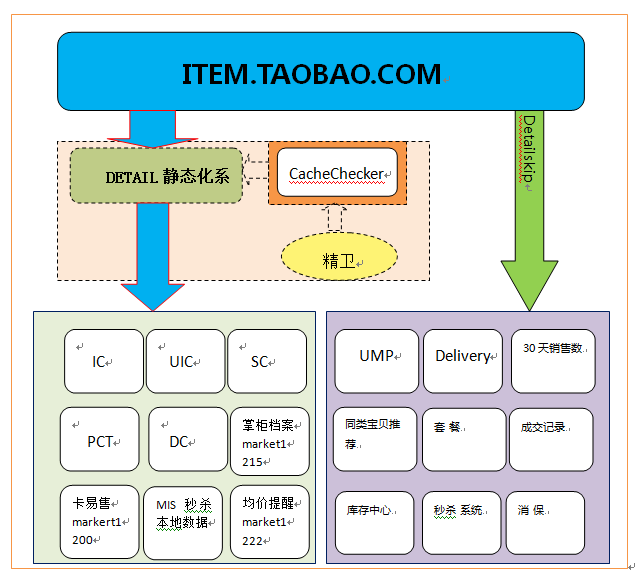 ITEM.TAOBAO.COM
Detailskip
DETAIL 静态化系
CacheChecker
精卫
IC
UIC
SC
UMP
Delivery
30 天销售数
PCT
DC
掌柜档案
market1
215
同类宝贝推
荐
套 餐
成交记录
卡易售
markert1
200
MIS 秒杀
本地数据
均价提醒
market1
222
库存中心
秒杀 系统
消 保